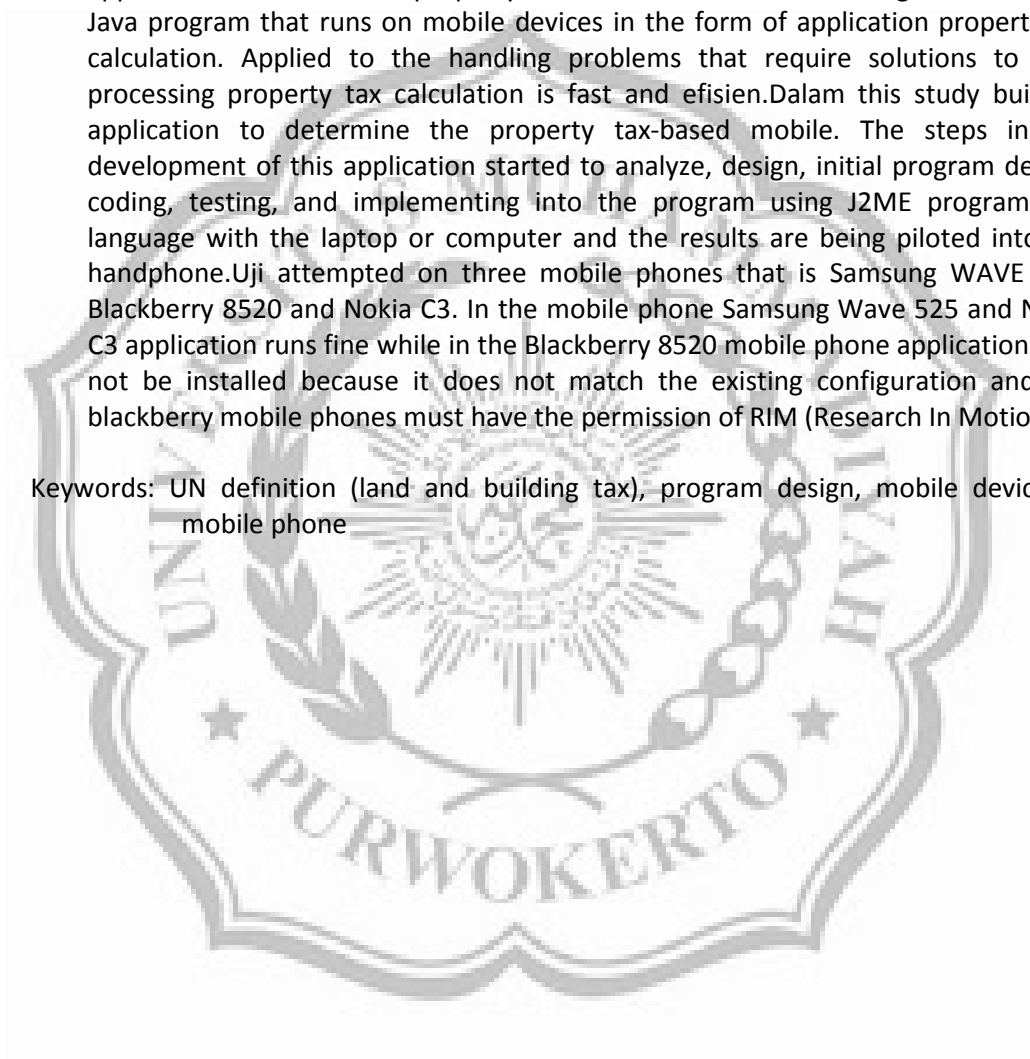 Java program that runs on mobile devices in the form of application propert
calculation. Applied to the handling problems that require solutions to
processing property tax calculation is fast and efisien.Dalam this study bui
application to determine the property tax-based mobile. The steps in
development of this application started to analyze, design, initial program de
coding, testing, and implementing into the program using J2ME program
language with the laptop or computer and the results are being piloted into
handphone.Uji attempted on three mobile phones that is Samsung WAVE
Blackberry 8520 and Nokia C3. In the mobile phone Samsung Wave 525 and N
C3 application runs fine while in the Blackberry 8520 mobile phone application
not be installed because it does not match the existing configuration and
blackberry mobile phones must have the permission of RIM (Research In Motio
Keywords: UN definition (land and building tax), program design, mobile devic
mobile phone
UNIVERSITAS MUHAMMADIYAH
PURWOKERTO